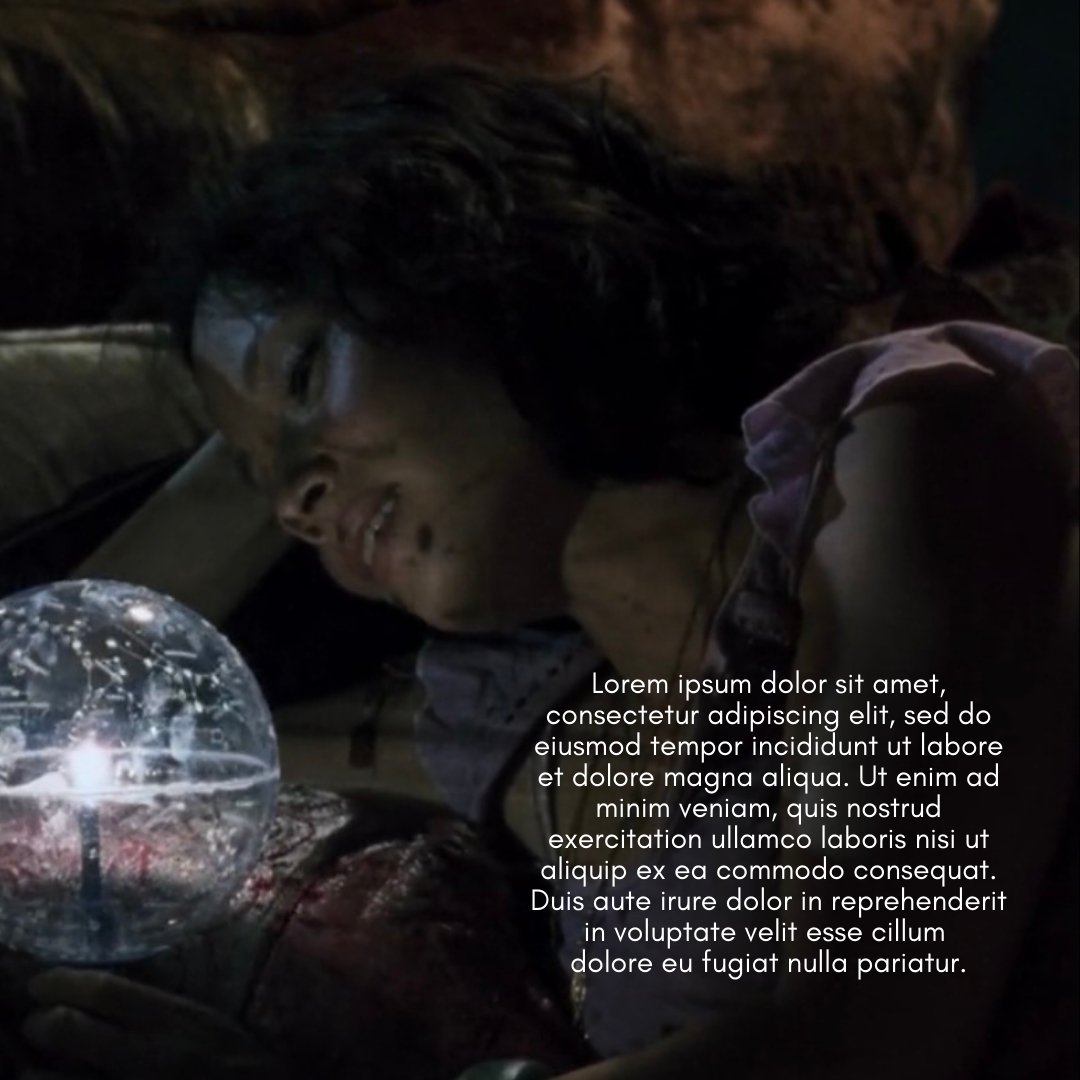 Lorem ipsum dolor sit amet,
consectetur adipiscing elit, sed do
eiusmod tempor incididunt ut labore
et dolore magna aliqua. Ut enim ad
minim veniam, quis nostrud
exercitation ullamco laboris nisi ut
aliquip ex ea commodo consequat.
Duis aute irure dolor in reprehenderit
in voluptate velit esse cillum
dolore eu fugiat nulla pariatur.